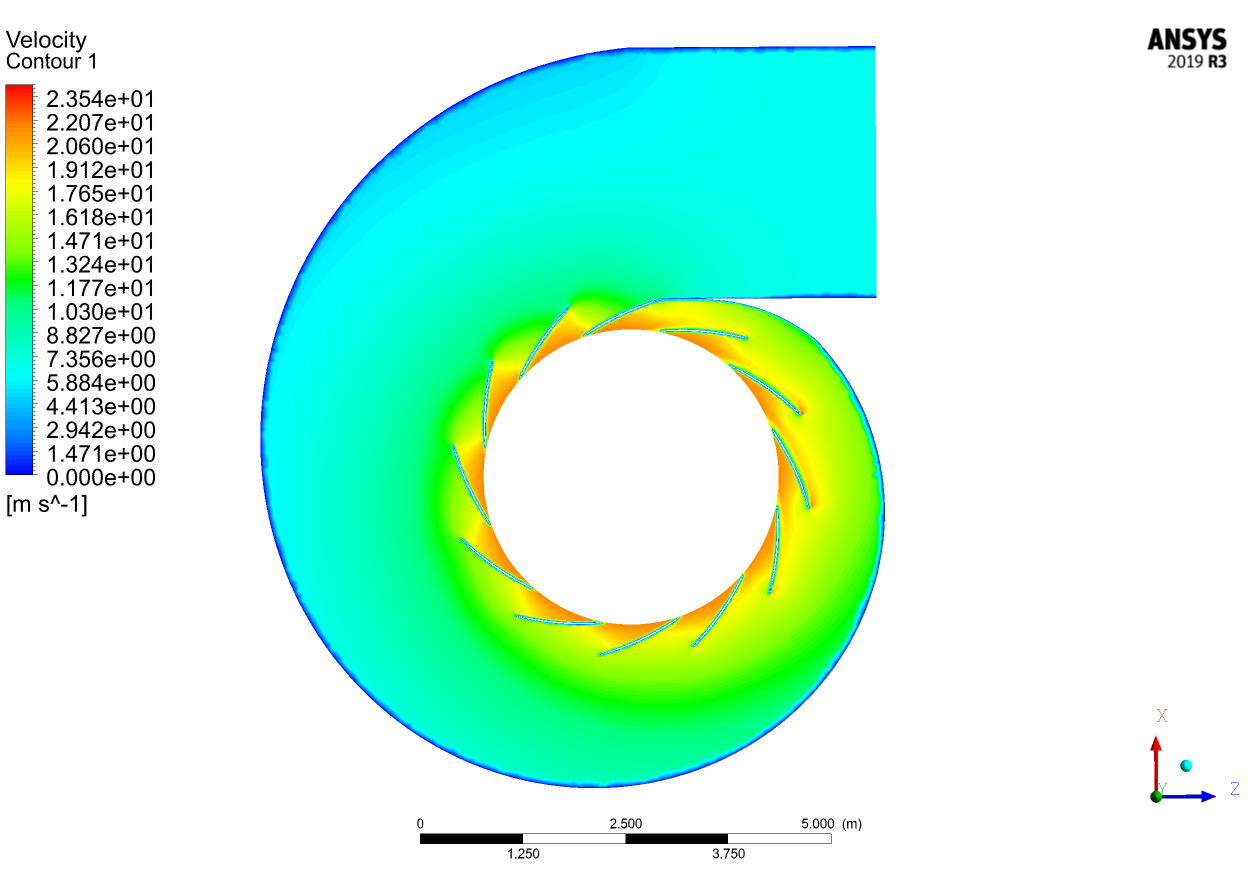 Velocity
Contour 1
2.354e+01
2.207e+01
2.060e+01
1.912e+01
1.765e+01
1.618e+01
1.471e+01
1.324e+01
1.177e+01
1.030e+01
8.827e+00
7.356e+00
5.884e+00
4.413e+00
2.942e+00
1.471e+00
0.000e+00
[m s^-1]
ANSYS
2019 R3
X
Y
Z
0 2.500 5.000 (m)
1.250 3.750